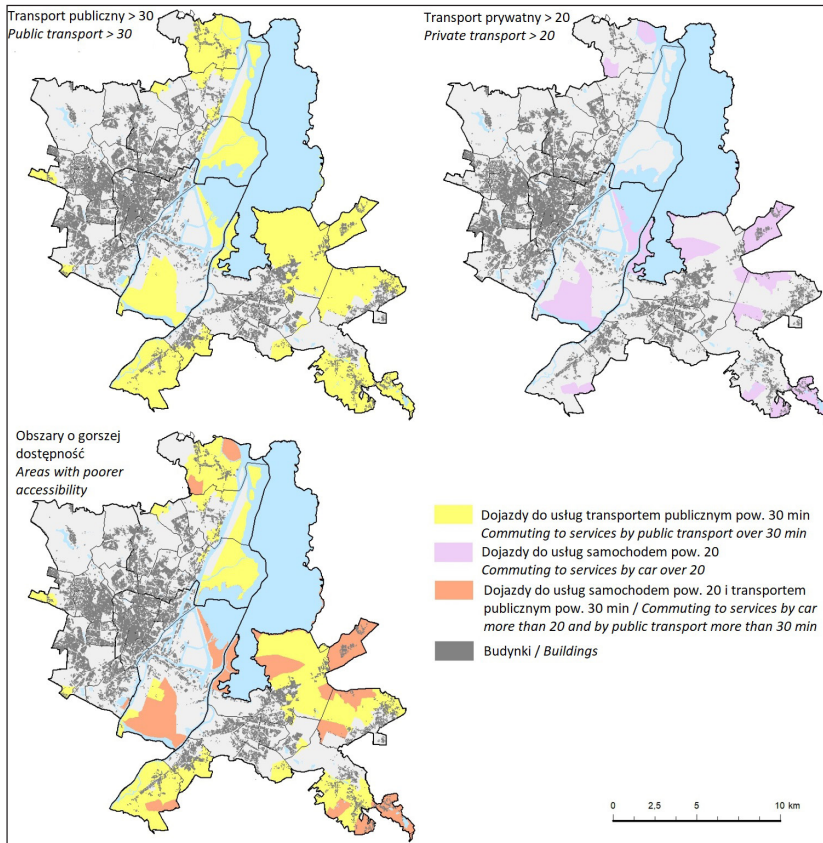 Transport publiczny > 30
Public transport > 30
Transport prywatny > 20
Private transport > 20
Obszary o gorszej
dostępność
Areas with poorer
accessibility
Dojazdy do usług transportem publicznym pow. 30 min
Commuting to services by public transport over 30 min
Dojazdy do usług samochodem pow. 20
Commuting to services by car over 20
Dojazdy do usług samochodem pow. 20 i transportem
publicznym pow. 30 min / Commuting to services by car
more than 20 and by public transport more than 30 min
Budynki / Buildings
0 2,5 5 10 km